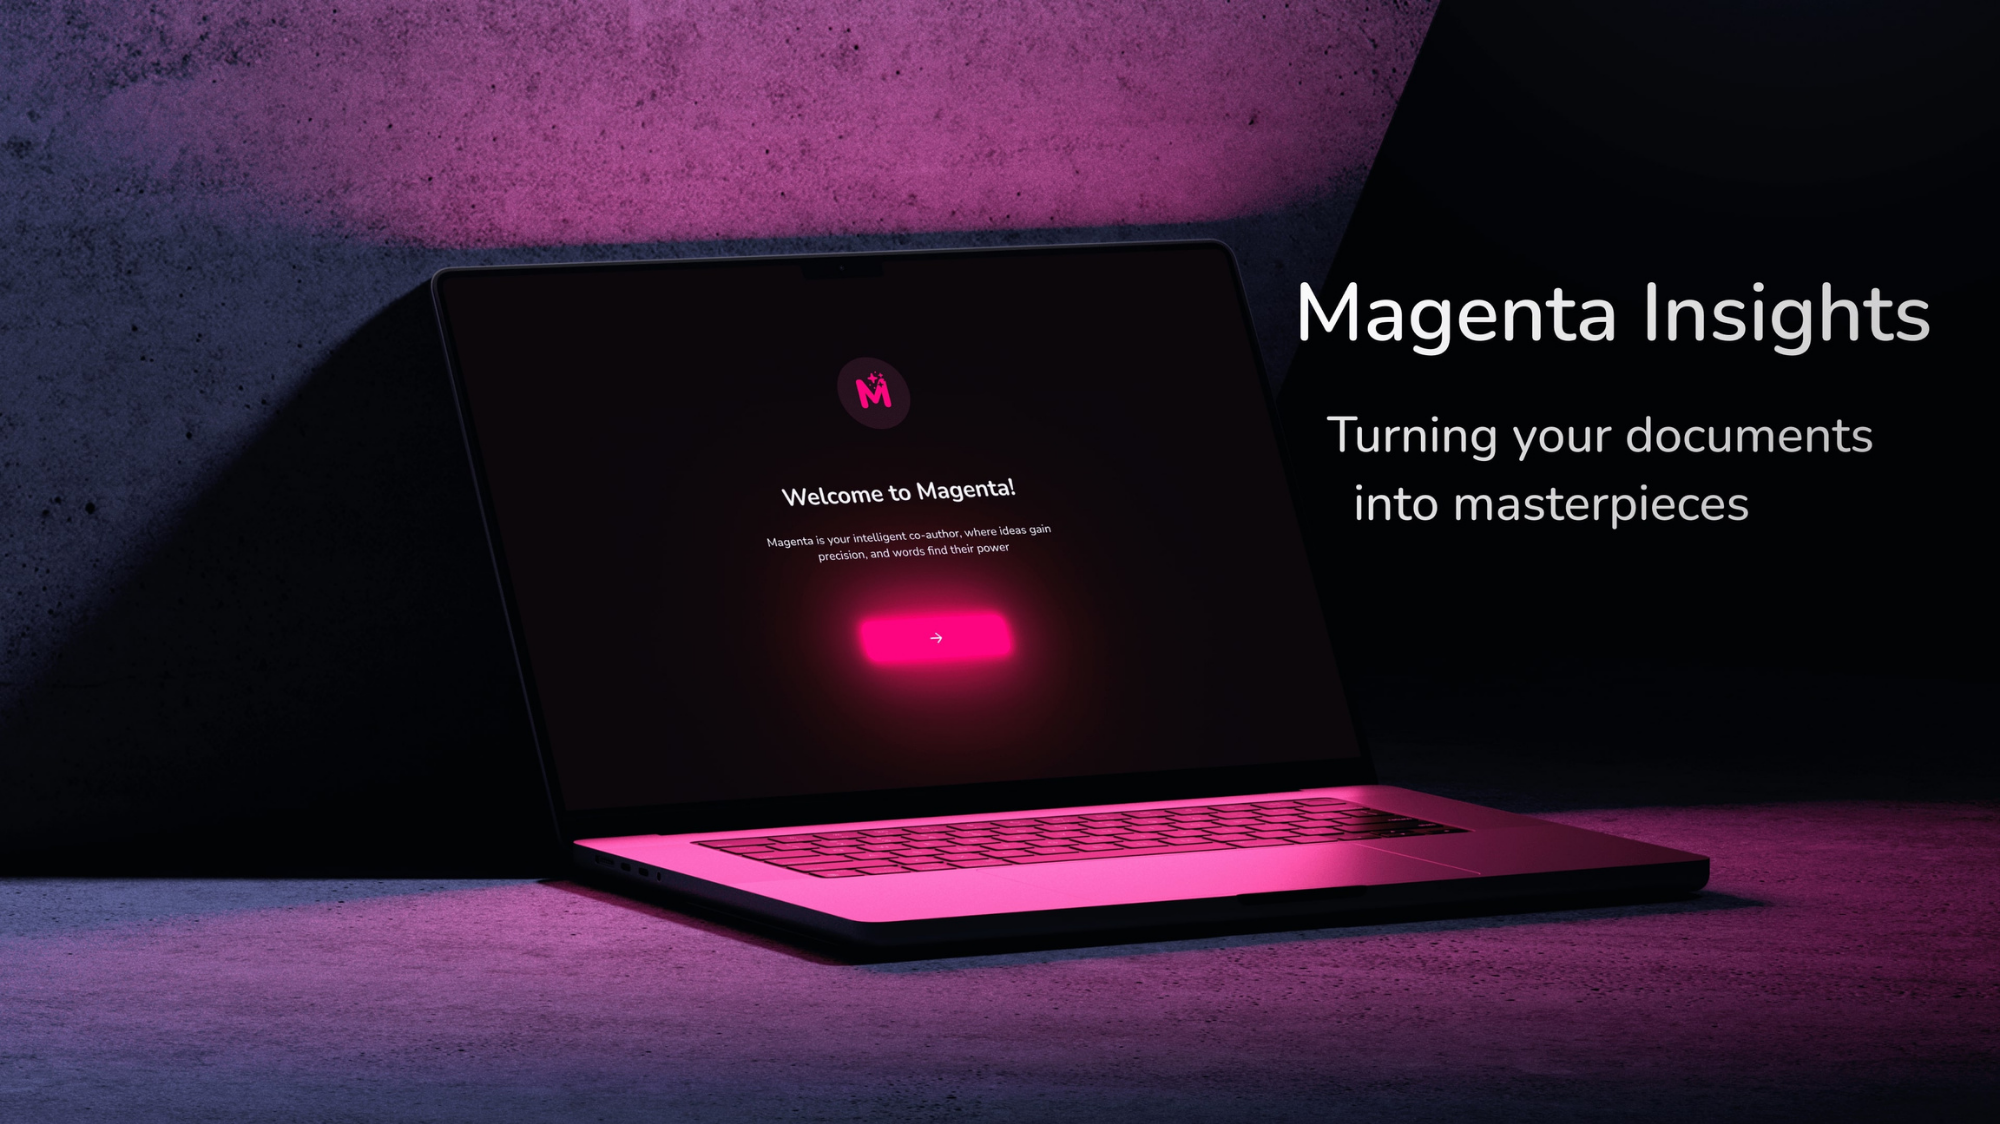 Magenta Insights
Turning your documents
into masterpieces
M
Welcome to Magenta!
Magenta is your intelligent co-author, where ideas gain
precision, and words find their power
→